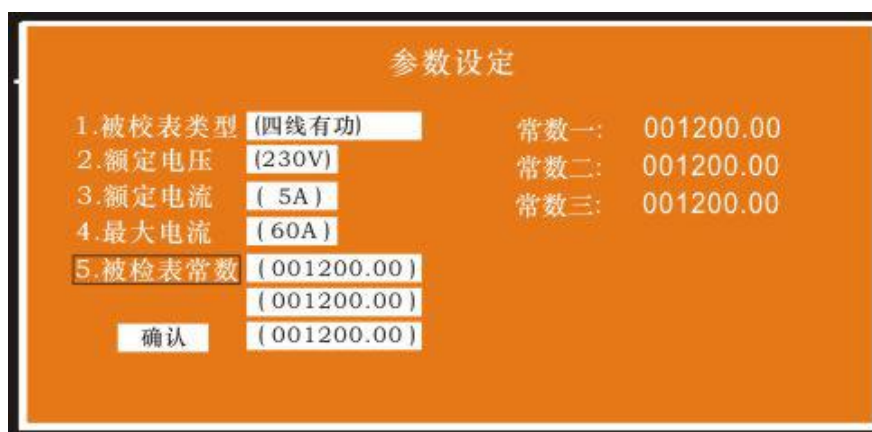 参数设定
1.被校表类型 (四线有功) 常数一: 001200.00
2.额定电压 (230V) 常数二: 001200.00
3.额定电流 ( 5A ) 常数三: 001200.00
4.最大电流 (60A)
5.被检表常数 (001200.00)
(001200.00)
确认 (001200.00)